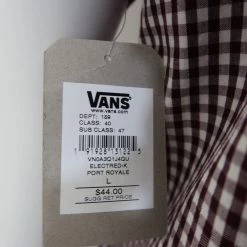 VANS
www.vans.com
DEPT: 159
CLASS: 40
SUB CLASS: 47
VN0A3Q1J4QU
ELECTRED-K
PORT ROYALE
L
$44.00
SUGG RET PRICE